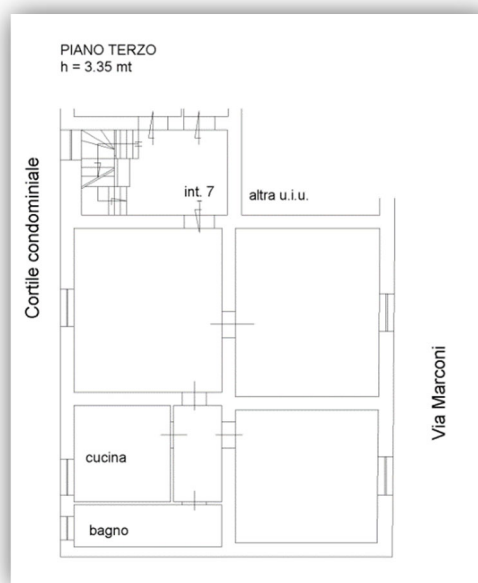 PIANO TERZO
h = 3.35 mt
Cortile condominiale
int. 7
altra u.i.u.
Via Marconi
cucina
bagno